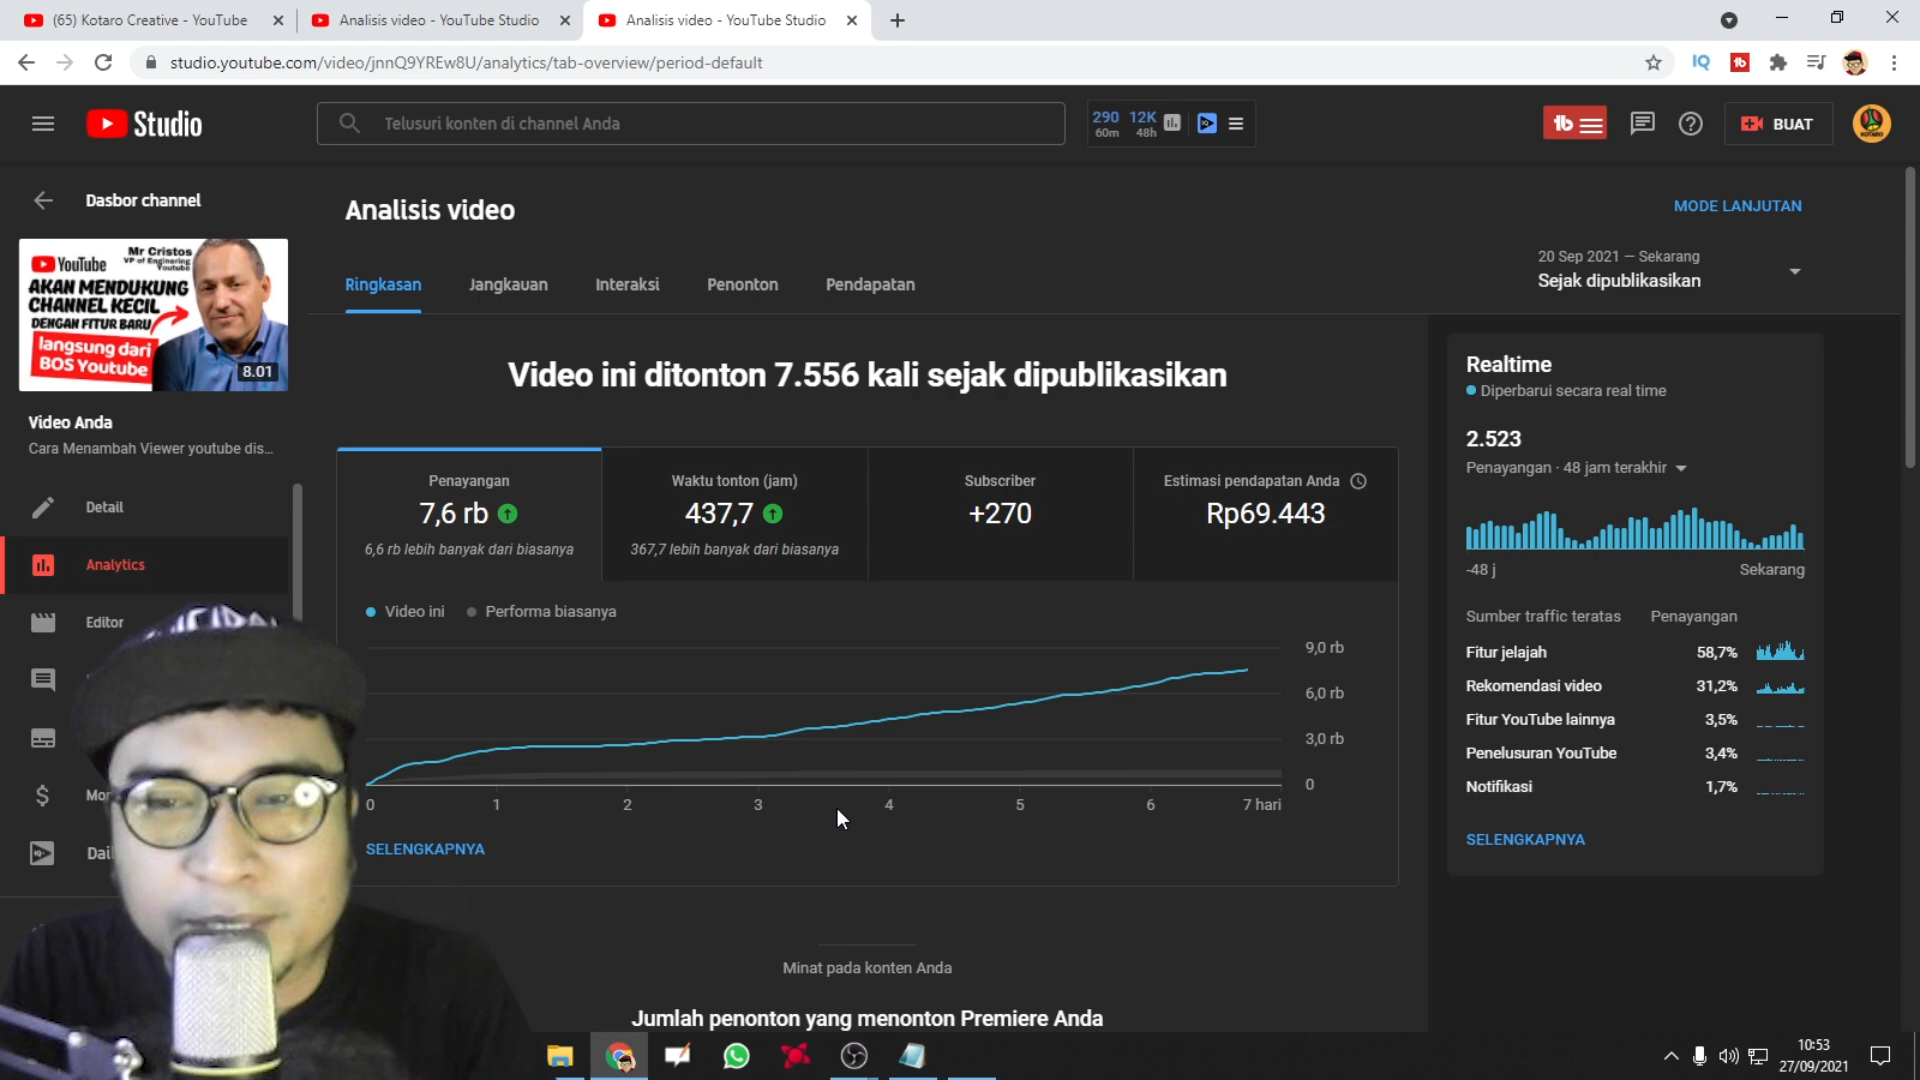 (65) Kotaro Creative - YouTube
Analisis video - YouTube Studio
Analisis video - YouTube Studio
studio.youtube.com/video/jnnQ9YREw8U/analytics/tab-overview/period-default
IQ
tb
Studio
Telusuri konten di channel Anda
290 12K
60m 48h
tb
BUAT
Dasbor channel
YouTube
Mr Cristos
VP of Enginering
Youtube
AKAN MENDUKUNG
CHANNEL KECIL
DENGAN FITUR BARU
langsung dari
BOS Youtube
8.01
Video Anda
Cara Menambah Viewer youtube dis...
Detail
Analytics
Editor
Mon
Dail
Analisis video
MODE LANJUTAN
20 Sep 2021 – Sekarang
Sejak dipublikasikan
Ringkasan
Jangkauan
Interaksi
Penonton
Pendapatan
Video ini ditonton 7.556 kali sejak dipublikasikan
Penayangan
7,6 rb
6,6 rb lebih banyak dari biasanya
Waktu tonton (jam)
437,7
367,7 lebih banyak dari biasanya
Subscriber
+270
Estimasi pendapatan Anda
Rp69.443
Video ini
Performa biasanya
9,0 rb
6,0 rb
3,0 rb
0
0 1 2 3 4 5 6 7 hari
SELENGKAPNYA
Minat pada konten Anda
Jumlah penonton yang menonton Premiere Anda
Realtime
Diperbarui secara real time
2.523
Penayangan · 48 jam terakhir
-48 j
Sekarang
Sumber traffic teratas
Penayangan
Fitur jelajah 58,7%
Rekomendasi video 31,2%
Fitur YouTube lainnya 3,5%
Penelusuran YouTube 3,4%
Notifikasi 1,7%
SELENGKAPNYA
10:53
27/09/2021